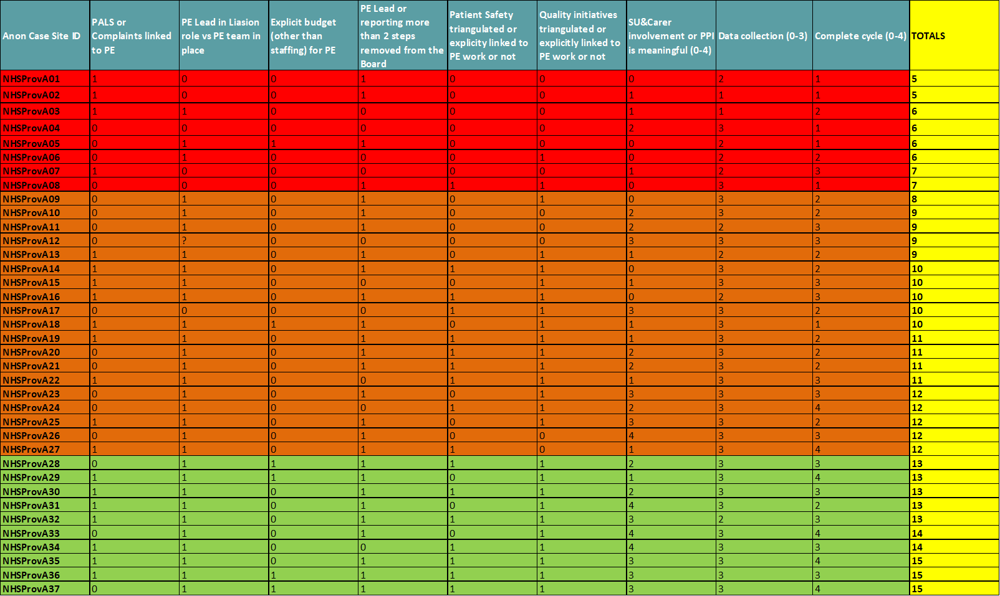 Anon Case Site ID
PALS or
Complaints linked
to PE
PE Lead in Liasion
role vs PE team in
place
Explicit budget
(other than
staffing) for PE
PE Lead or
reporting more
than 2 steps
removed from the
Board
Patient Safety
triangulated or
explicity linked to
PE work or not
Quality initiatives
triangulated or
explicitly linked to
PE work or not
SU&Carer
involvement or PPI
is meaningful (0-4)
Data collection (0-3)
Complete cycle (0-4)
TOTALS
NHSProvA01 1 0 0 1 0 0 0 2 1 5
NHSProvA02 1 0 0 1 0 0 1 1 1 5
NHSProvA03 1 1 0 0 0 0 1 1 2 6
NHSProvA04 0 0 0 0 0 0 2 3 1 6
NHSProvA05 0 1 1 1 0 0 0 2 1 6
NHSProvA06 0 1 0 0 0 1 0 2 2 6
NHSProvA07 1 0 0 0 0 0 1 2 3 7
NHSProvA08 0 0 0 1 1 1 0 3 1 7
NHSProvA09 0 1 0 1 0 1 0 3 2 8
NHSProvA10 0 1 0 1 0 0 2 3 2 9
NHSProvA11 0 1 0 1 0 0 2 2 3 9
NHSProvA12 0 ? 0 0 0 0 3 3 3 9
NHSProvA13 1 1 0 1 0 1 1 2 2 9
NHSProvA14 1 1 0 1 1 1 0 3 2 10
NHSProvA15 1 1 0 0 0 1 1 3 3 10
NHSProvA16 1 1 0 1 1 1 0 2 3 10
NHSProvA17 0 0 0 0 1 1 3 3 2 10
NHSProvA18 1 1 1 1 0 1 1 3 1 10
NHSProvA19 1 1 0 1 1 1 1 3 2 11
NHSProvA20 0 1 0 1 1 1 2 3 2 11
NHSProvA21 0 1 0 1 1 1 2 3 2 11
NHSProvA22 1 1 0 0 1 1 1 3 3 11
NHSProvA23 0 1 0 1 0 1 3 3 3 12
NHSProvA24 0 1 0 0 1 1 2 3 4 12
NHSProvA25 1 1 0 1 0 1 3 3 2 12
NHSProvA26 0 1 0 1 0 0 4 3 3 12
NHSProvA27 1 1 0 1 1 0 1 3 4 12
NHSProvA28 0 1 1 1 1 1 2 3 3 13
NHSProvA29 1 1 1 1 0 1 1 3 4 13
NHSProvA30 1 1 0 1 1 1 2 3 3 13
NHSProvA31 1 1 0 1 0 1 4 3 2 13
NHSProvA32 1 1 0 1 1 1 3 2 3 13
NHSProvA33 0 1 0 1 0 1 4 3 4 14
NHSProvA34 1 1 0 0 1 1 4 3 3 14
NHSProvA35 1 1 0 1 1 1 3 3 4 15
NHSProvA36 1 1 1 1 1 1 3 3 3 15
NHSProvA37 0 1 1 1 1 1 3 3 4 15